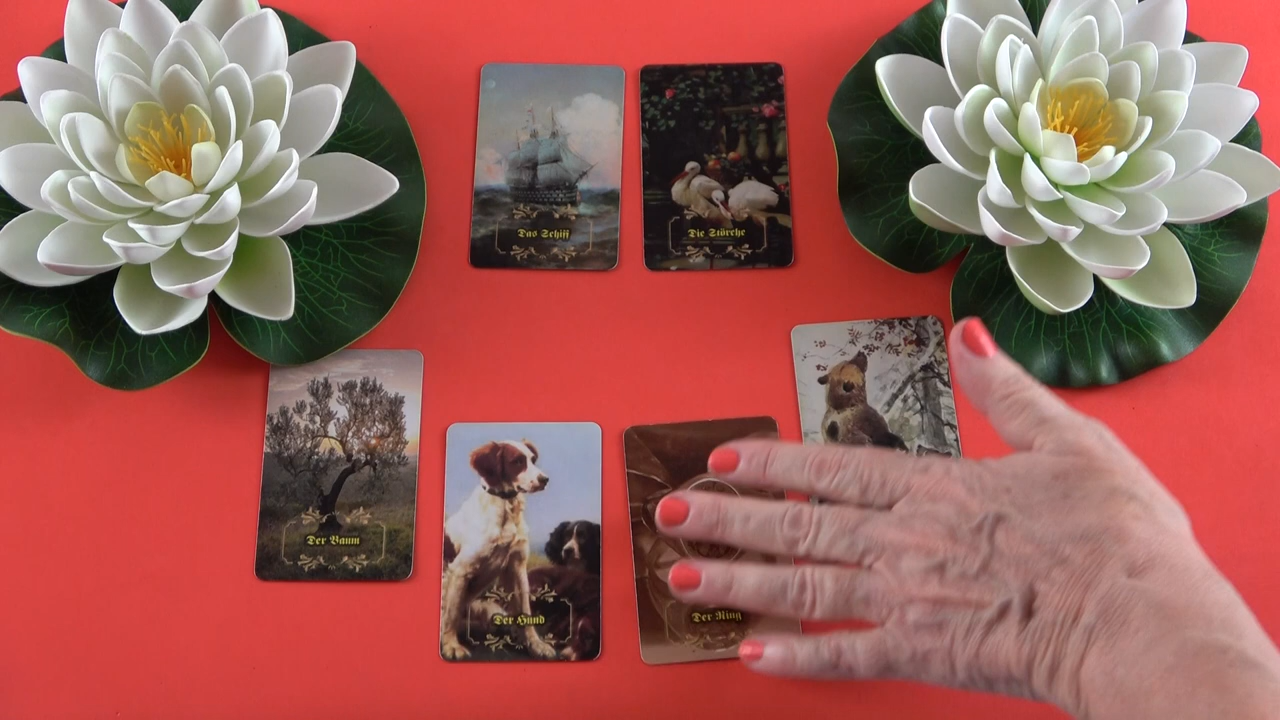 Das Schiff
Die Störche
Der Baum
Der Hund
Der Ring